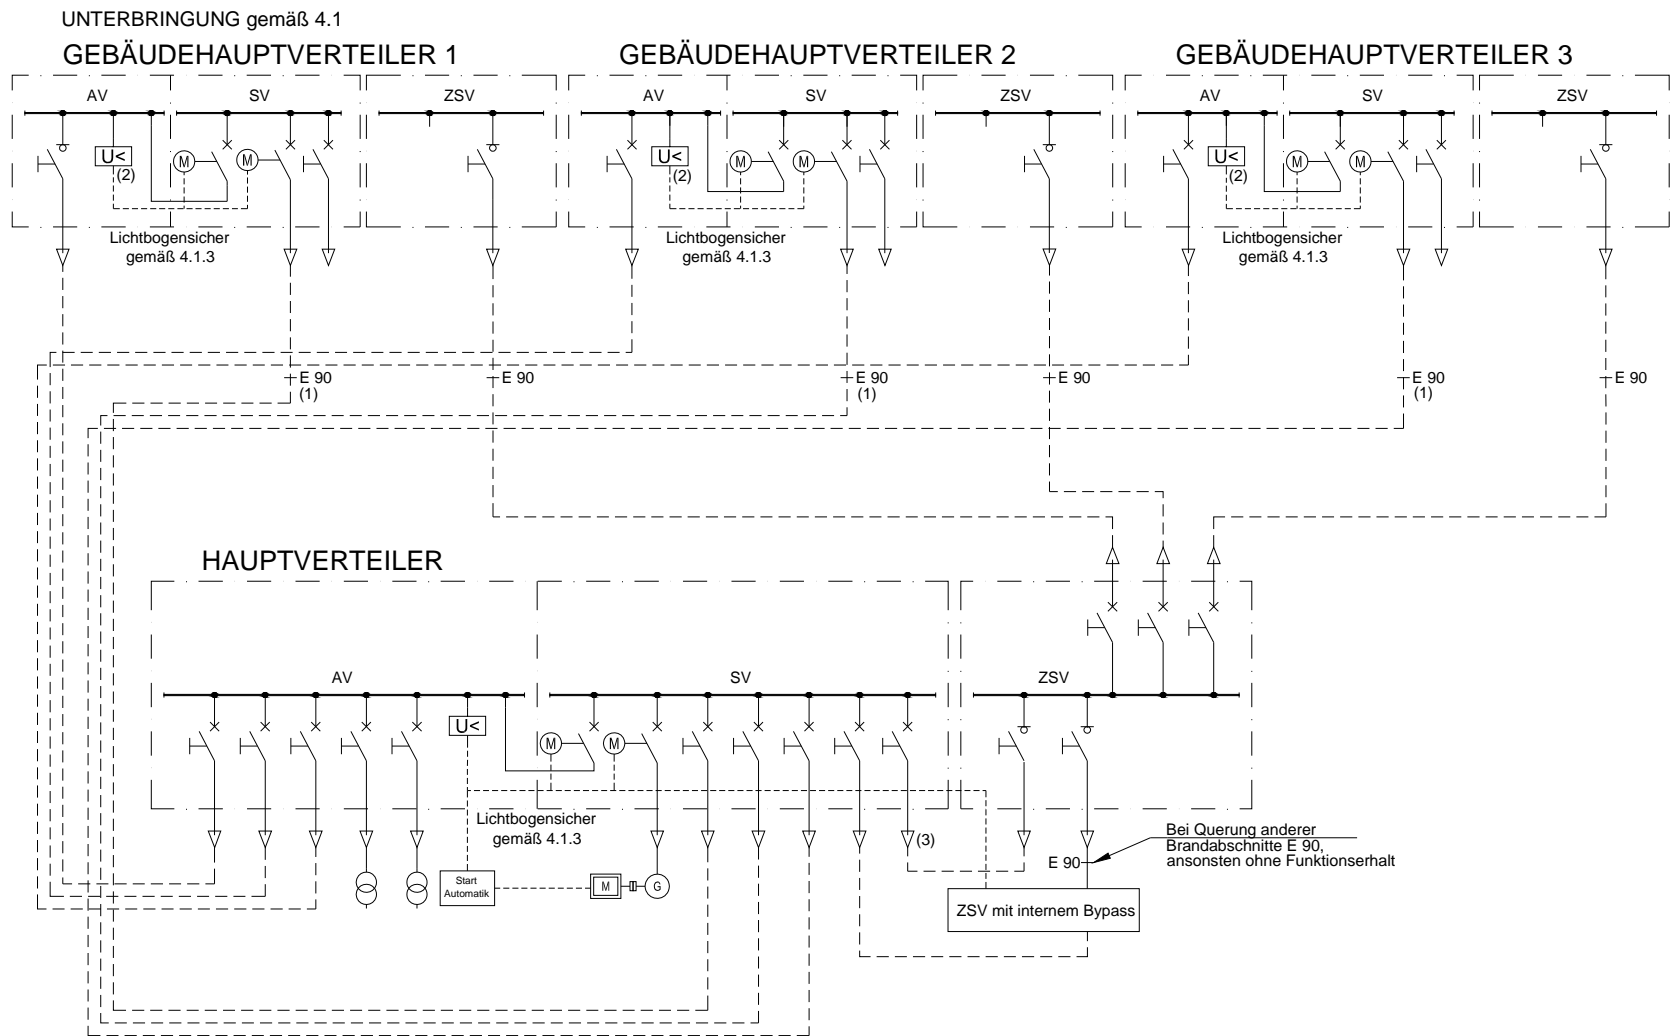 UNTERBRINGUNG gemäß 4.1
GEBÄUDEHAUPTVERTEILER 1
GEBÄUDEHAUPTVERTEILER 2
GEBÄUDEHAUPTVERTEILER 3
AV
SV
ZSV
AV
SV
ZSV
AV
SV
ZSV
U<
(2)
M
M
U<
(2)
M
M
U<
(2)
M
M
Lichtbogensicher
gemäß 4.1.3
Lichtbogensicher
gemäß 4.1.3
Lichtbogensicher
gemäß 4.1.3
E 90
(1)
E 90
E 90
(1)
E 90
E 90
(1)
E 90
HAUPTVERTEILER
AV
SV
ZSV
U<
M
M
Lichtbogensicher
gemäß 4.1.3
(3)
Bei Querung anderer
Brandabschnitte E 90,
ansonsten ohne Funktionserhalt
E 90
Start
Automatik
M
G
ZSV mit internem Bypass